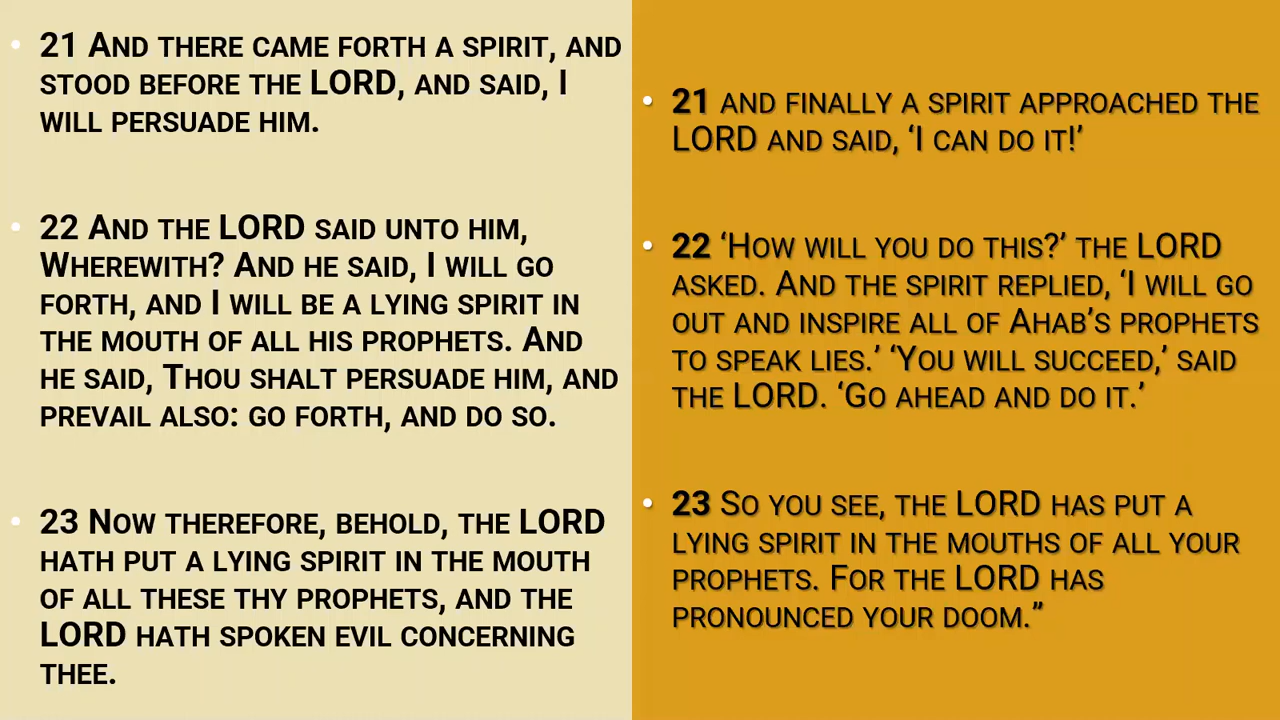 21 And there came forth a spirit, and
stood before the LORD, and said, I
will persuade him.
22 And the LORD said unto him,
Wherewith? And he said, I will go
forth, and I will be a lying spirit in
the mouth of all his prophets. And
he said, Thou shalt persuade him, and
prevail also: go forth, and do so.
23 Now therefore, behold, the LORD
hath put a lying spirit in the mouth
of all these thy prophets, and the
LORD hath spoken evil concerning
thee.
21 and finally a spirit approached the
LORD and said, ‘I can do it!’
22 ‘How will you do this?’ the LORD
asked. And the spirit replied, ‘I will go
out and inspire all of Ahab’s prophets
to speak lies.’ ‘You will succeed,’ said
the LORD. ‘Go ahead and do it.’
23 So you see, the LORD has put a
lying spirit in the mouths of all your
prophets. For the LORD has
pronounced your doom.”